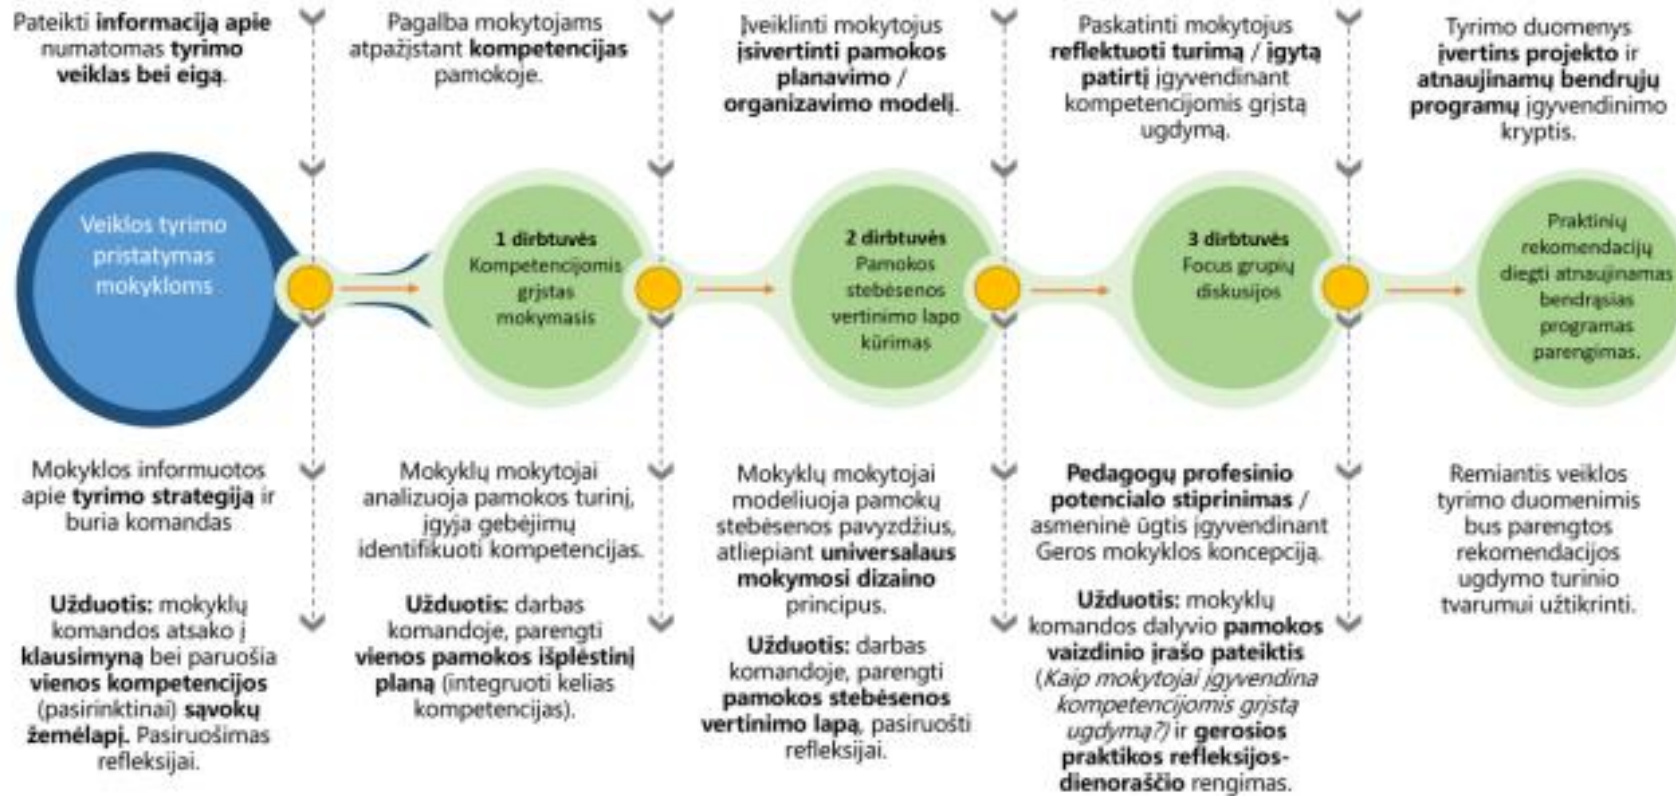 Pateikti informaciją apie
numatomas tyrimo
veiklas bei eigą.
Pagalba mokytojams
atpažįstant kompetencijas
pamokoje.
Įveiklinti mokytojus
įsivertinti pamokos
planavimo /
organizavimo modelį.
Paskatinti mokytojus
reflektuoti turimą / įgytą
patirtį įgyvendinant
kompetencijomis grįstą
ugdymą.
Tyrimo duomenys
įvertins projekto ir
atnaujinamų bendrųjų
programų įgyvendinimo
kryptis.
Veiklos tyrimo
pristatymas
mokykloms
1 dirbtuvės
Kompetencijomis
grįstas
mokymasis
2 dirbtuvės
Pamokos
stebėsenos
vertinimo lapo
kūrimas
3 dirbtuvės
Focus grupių
diskusijos
Praktinių
rekomendacijų
diegti atnaujinamas
bendrąsias
programas
parengimas.
Mokyklos informuotos
apie tyrimo strategiją ir
buria komandas
Užduotis: mokyklų
komandos atsako į
klausimyną bei paruošia
vienos kompetencijos
(pasirinktinai) sąvokų
žemėlapį. Pasiruošimas
refleksijai.
Mokyklų mokytojai
analizuoja pamokos turinį,
įgyja gebėjimų
identifikuoti kompetencijas.
Užduotis: darbas
komandoje, parengti
vienos pamokos išplėstinį
planą (integruoti kelias
kompetencijas).
Mokyklų mokytojai
modeliuoja pamokų
stebėsenos pavyzdžius,
atliepiant universalaus
mokymosi dizaino
principus.
Užduotis: darbas
komandoje, parengti
pamokos stebėsenos
vertinimo lapą, pasiruošti
refleksijai.
Pedagogų profesinio
potencialo stiprinimas /
asmeninė ūgtis įgyvendinant
Geros mokyklos koncepciją.
Užduotis: mokyklų
komandos dalyvio pamokos
vaizdinio įrašo pateiktis
(Kaip mokytojai įgyvendina
kompetencijomis grįstą
ugdymą?) ir gerosios
praktikos refleksijos-
dienoraščio rengimas.
Remiantis veiklos
tyrimo duomenimis
bus parengtos
rekomendacijos
ugdymo turinio
tvarumui užtikrinti.